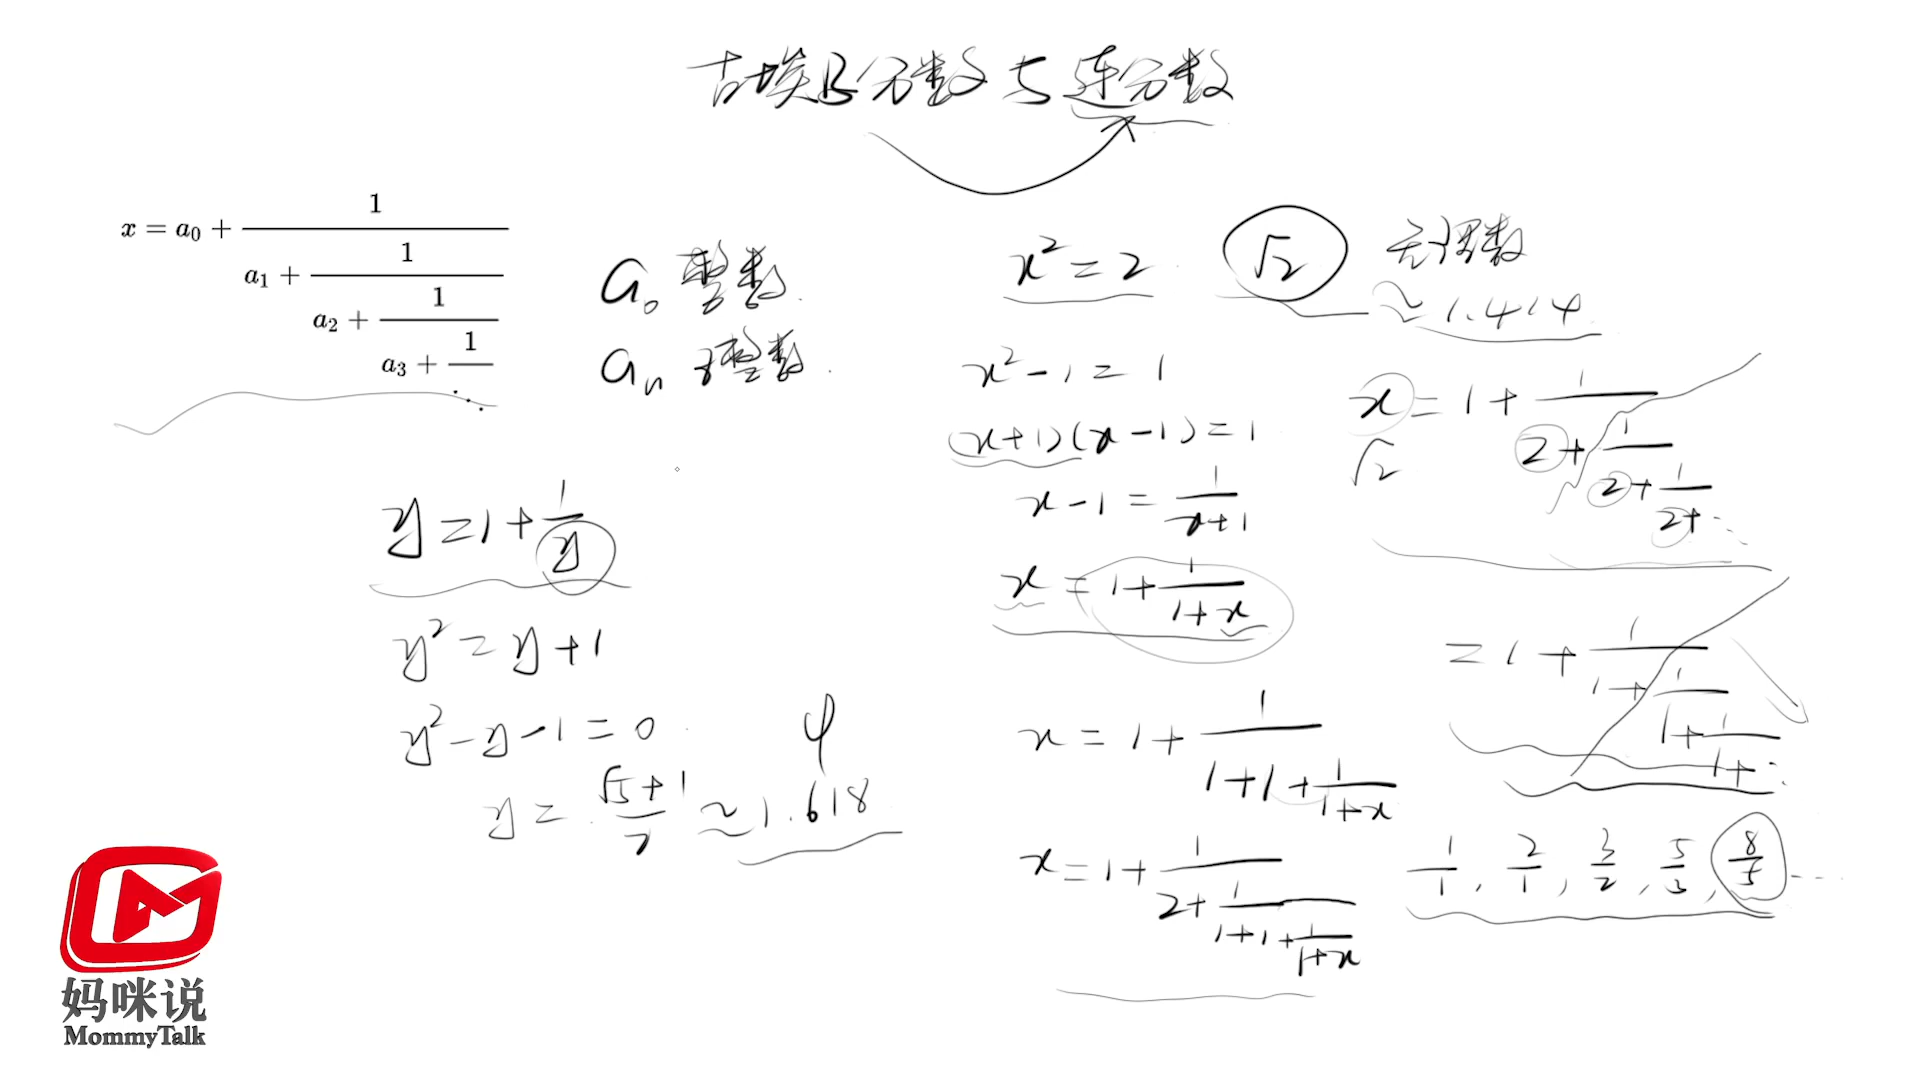 古埃及分数与连分数
x = a₀ + 1/(a₁ + 1/(a₂ + 1/(a₃ + 1/⋱)))
a₀ 整数
aₙ 正整数
y = 1 + 1/y
y² = y + 1
y² - y - 1 = 0
y = (√5 + 1)/2 ≈ 1.618
φ
x² = 2
√2 无理数
≈ 1.414
x² - 1 = 1
(x+1)(x-1) = 1
x - 1 = 1/(x+1)
x = 1 + 1/(1+x)
x = 1 + 1/(1+1+1/(1+x))
x = 1 + 1/(2+1/(1+1+1/(1+x)))
x = 1 + 1/(2+1/(2+1/(2+⋯)))
√2
= 1 + 1/(1+1/(1+1/(1+⋯)))
1/1, 2/1, 3/2, 5/3, 8/5 ⋯
妈咪说
MommyTalk